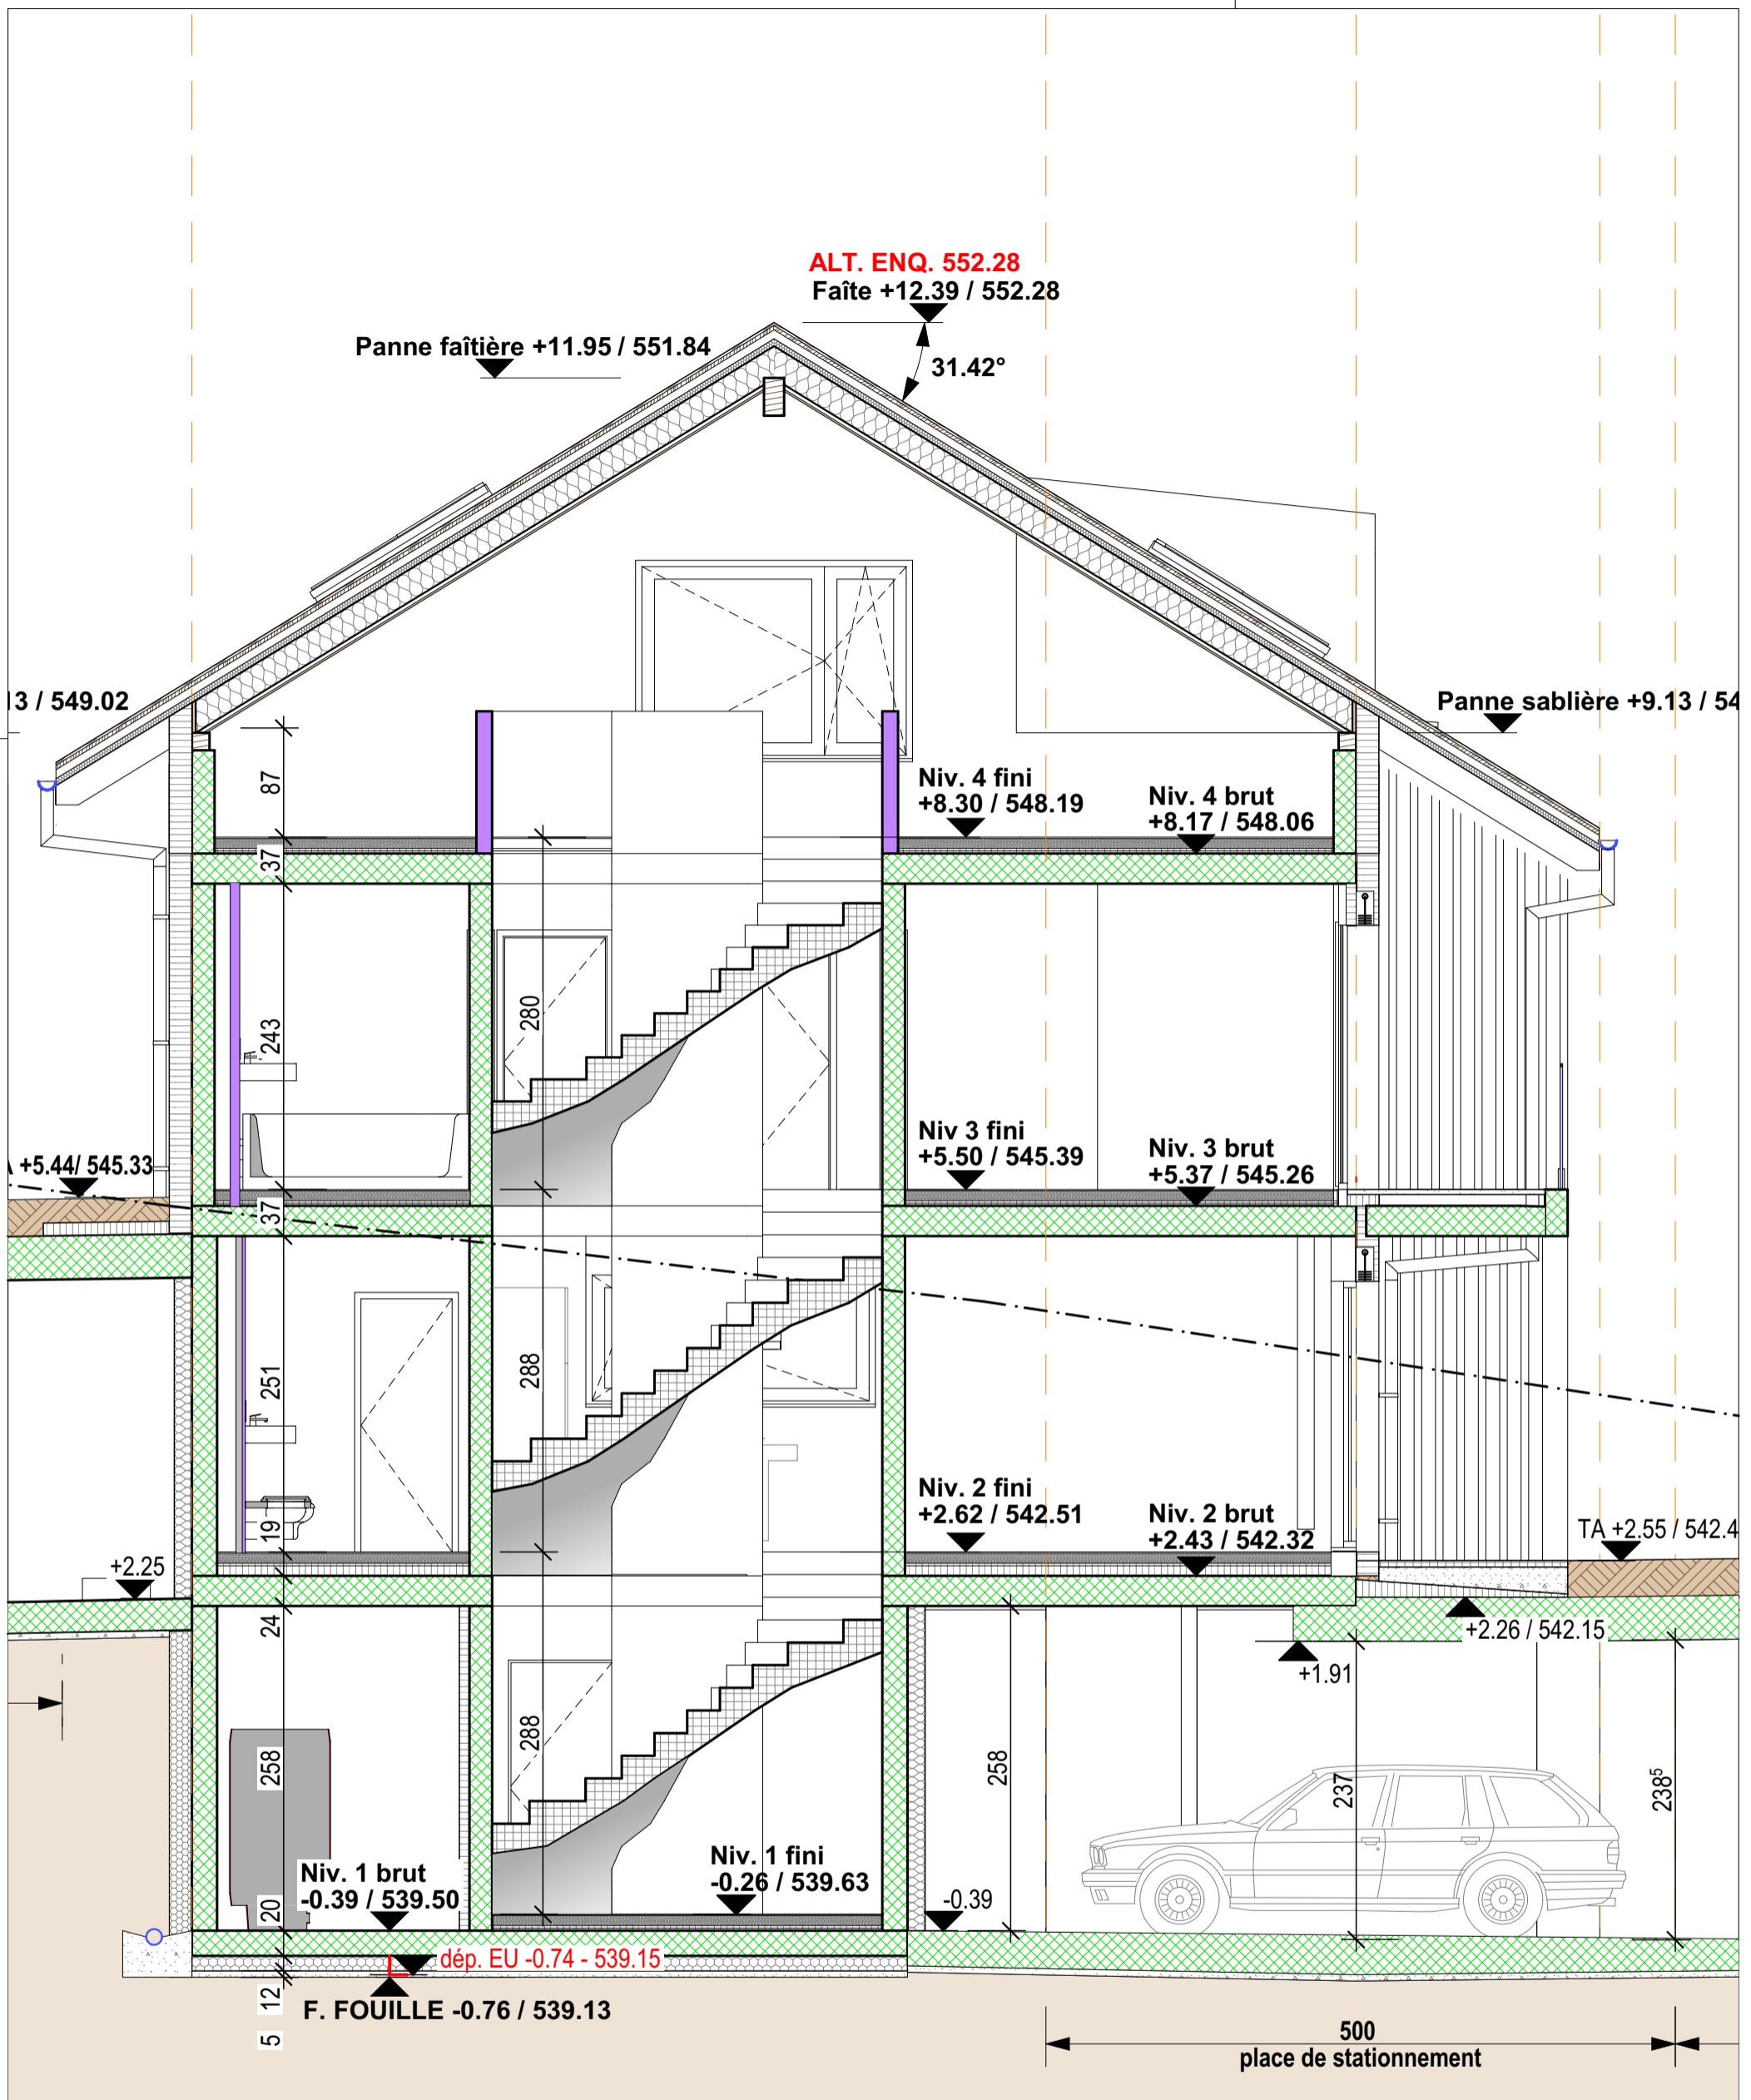 ALT. ENQ. 552.28
Faîte +12.39 / 552.28
Panne faîtière +11.95 / 551.84
31.42°
13 / 549.02
Panne sablière +9.13 / 54
87
Niv. 4 fini
+8.30 / 548.19
Niv. 4 brut
+8.17 / 548.06
37
243
280
Niv 3 fini
+5.50 / 545.39
Niv. 3 brut
+5.37 / 545.26
+5.44/ 545.33
37
251
288
Niv. 2 fini
+2.62 / 542.51
Niv. 2 brut
+2.43 / 542.32
TA +2.55 / 542.4
19
+2.25
24
+2.26 / 542.15
+1.91
258
288
258
237
238⁵
Niv. 1 brut
-0.39 / 539.50
Niv. 1 fini
-0.26 / 539.63
-0.39
20
dép. EU -0.74 - 539.15
12
F. FOUILLE -0.76 / 539.13
5
500
place de stationnement